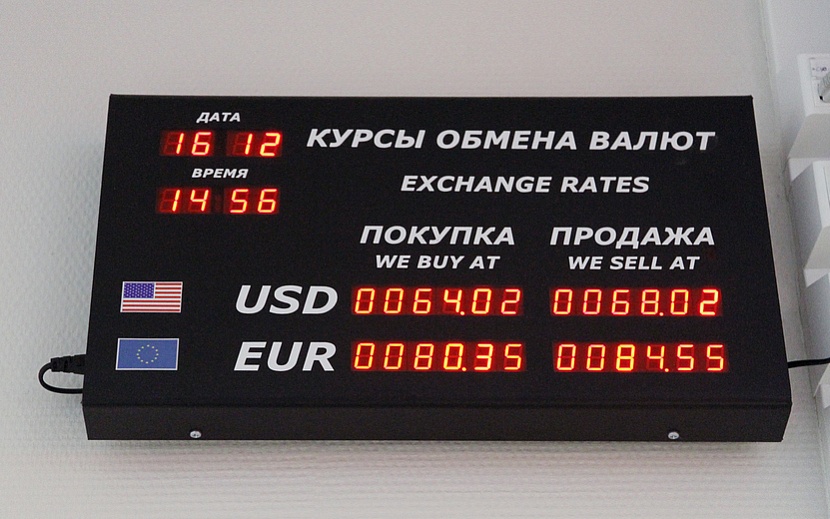 ДАТА
16 12
ВРЕМЯ
14 56
КУРСЫ ОБМЕНА ВАЛЮТ
EXCHANGE RATES
ПОКУПКА ПРОДАЖА
WE BUY AT WE SELL AT
USD 0064.02 0068.02
EUR 0080.35 0084.55